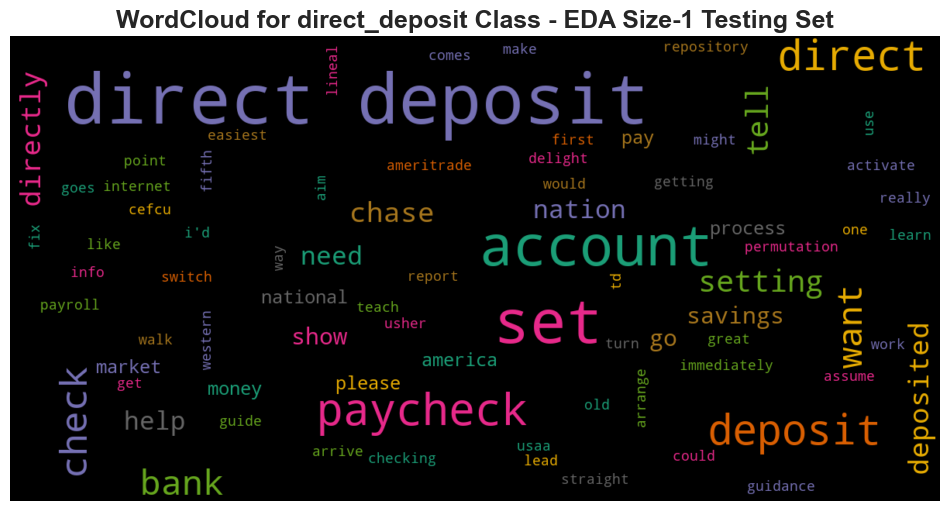 WordCloud for direct_deposit Class - EDA Size-1 Testing Set
direct deposit
direct
lineal
comes
make
repository
directly
easiest
first
pay
might
tell
use
point
fifth
ameritrade
delight
activate
goes
internet
aim
would
getting
really
cefcu
chase
nation
process
one
learn
fix
like
i'd
way
need
account
permutation
info
switch
report
td
setting
payroll
national
teach
savings
want
walk
western
show
usher
set
turn
go
great
work
deposited
market
america
immediately
assume
get
money
please
check
help
guide
paycheck
old
arrange
deposit
arrive
checking
usaa
lead
could
bank
straight
guidance